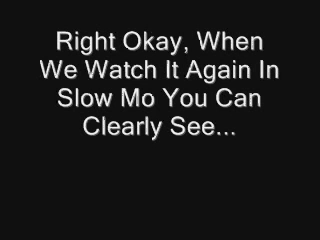 Right Okay, When
We Watch It Again In
Slow Mo You Can
Clearly See...